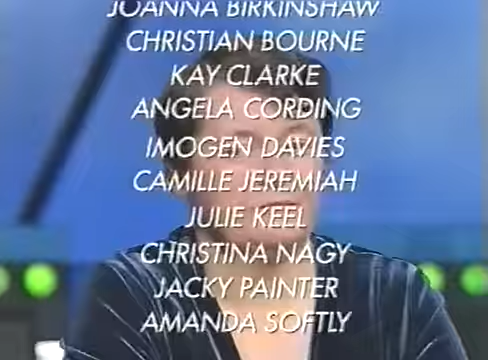 JOANNA BIRKINSHAW
CHRISTIAN BOURNE
KAY CLARKE
ANGELA CORDING
IMOGEN DAVIES
CAMILLE JEREMIAH
JULIE KEEL
CHRISTINA NAGY
JACKY PAINTER
AMANDA SOFTLY